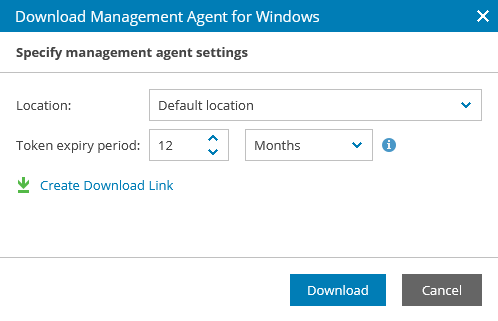 Download Management Agent for Windows
Specify management agent settings
Location: Default location
Token expiry period: 12 Months
Create Download Link
Download Cancel